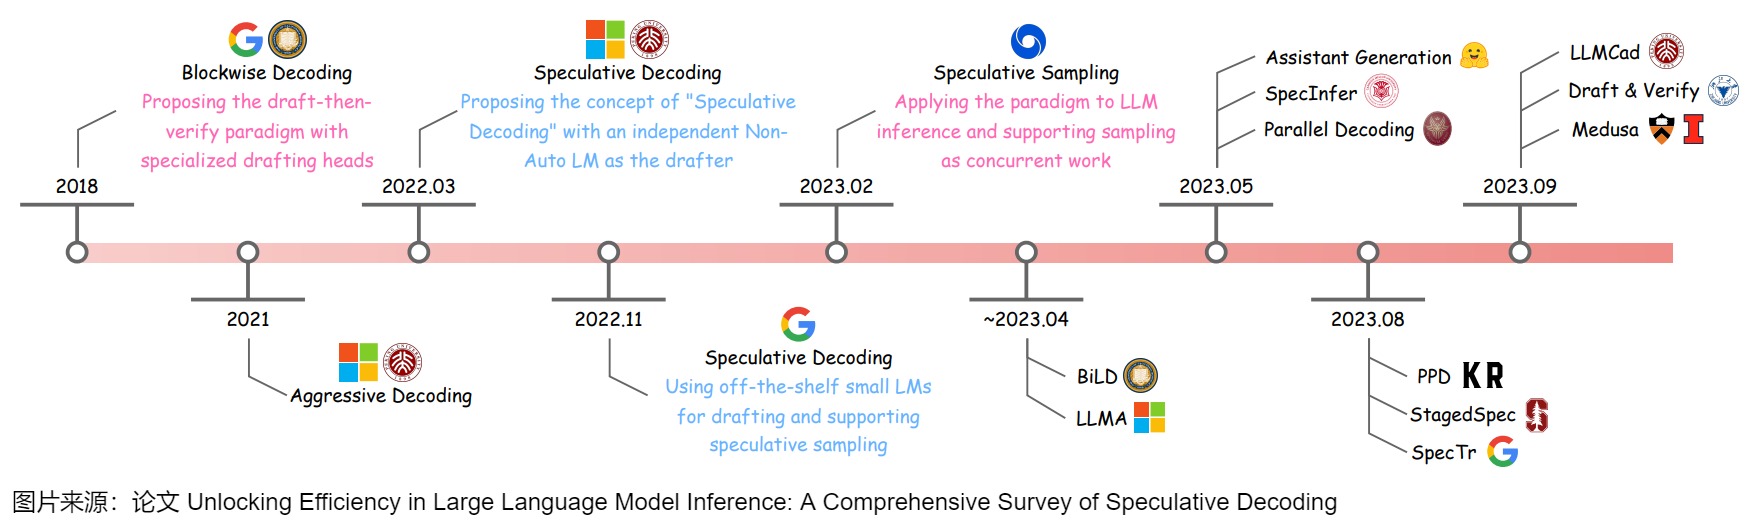 Blockwise Decoding
Proposing the draft-then-
verify paradigm with
specialized drafting heads
2018
Speculative Decoding
Proposing the concept of "Speculative
Decoding" with an independent Non-
Auto LM as the drafter
2022.03
Speculative Sampling
Applying the paradigm to LLM
inference and supporting sampling
as concurrent work
2023.02
Assistant Generation
SpecInfer
Parallel Decoding
2023.05
LLMCad
Draft & Verify
Medusa
2023.09
2021
Aggressive Decoding
2022.11
Speculative Decoding
Using off-the-shelf small LMs
for drafting and supporting
speculative sampling
~2023.04
BiLD
LLMA
2023.08
PPD KR
StagedSpec
SpecTr
图片来源：论文 Unlocking Efficiency in Large Language Model Inference: A Comprehensive Survey of Speculative Decoding